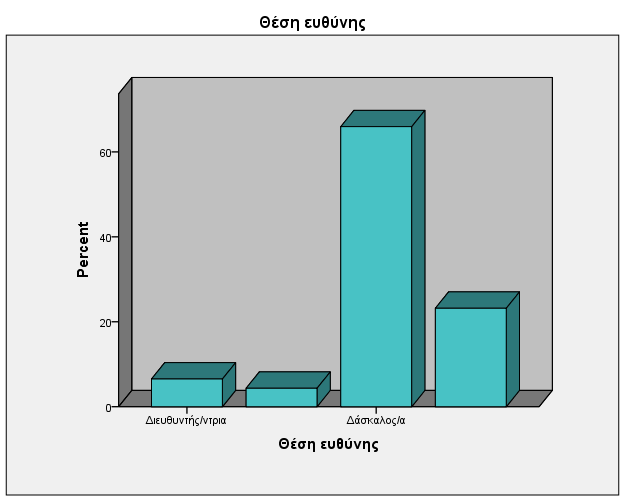 Θέση ευθύνης
Percent
60
40
20
0
Διευθυντής/ντρια
Δάσκαλος/α
Θέση ευθύνης